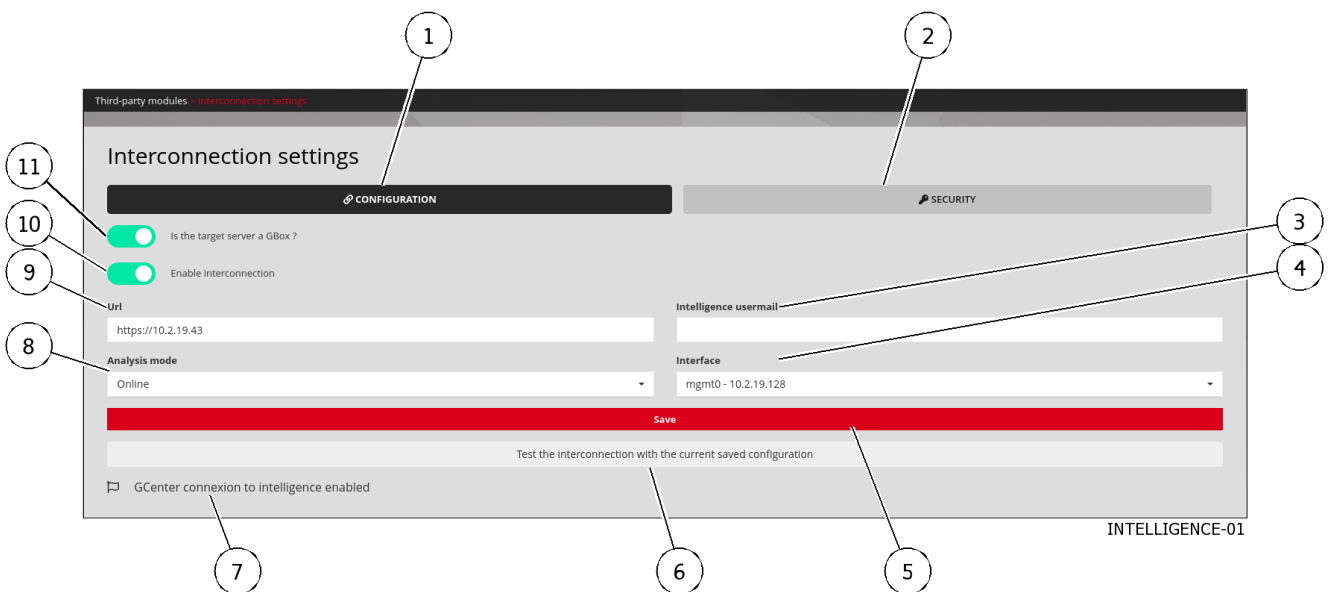 1
2
Third-party modules > Interconnection settings
Interconnection settings
11
CONFIGURATION
SECURITY
Is the target server a GBox ?
10
3
Enable interconnection
9
4
Url
Intelligence usermail
https://10.2.19.43
8
Analysis mode
Interface
Online
mgmt0 - 10.2.19.128
Save
Test the interconnection with the current saved configuration
GCenter connexion to intelligence enabled
INTELLIGENCE-01
7
6
5